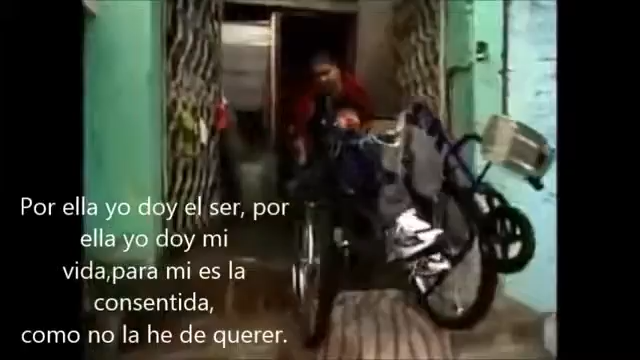 Por ella yo doy el ser, por
ella yo doy mi
vida,para mi es la
consentida,
como no la he de querer.